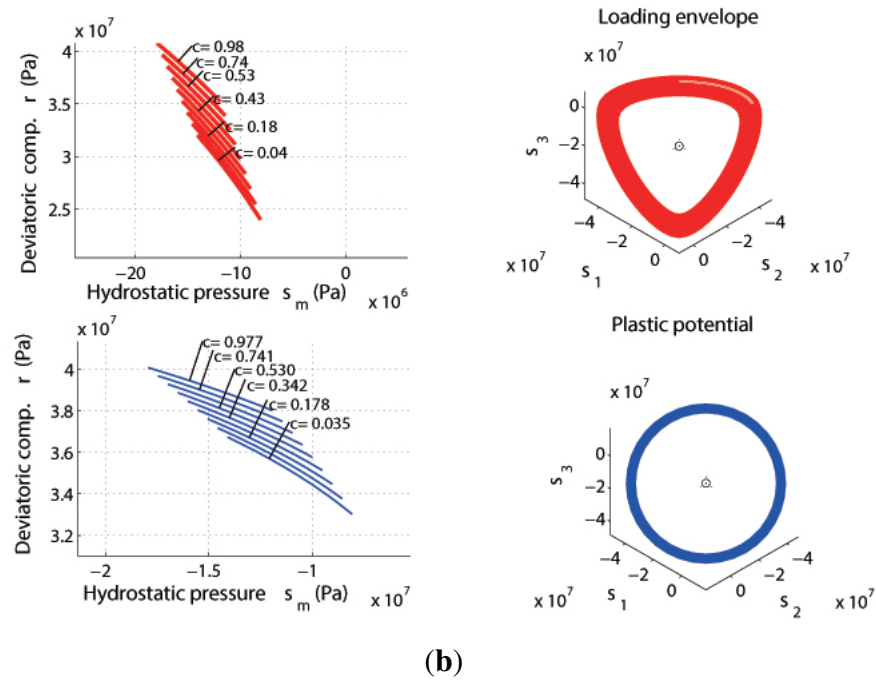 x 10^7
4
3.5
3
2.5
Deviatoric comp. r (Pa)
c= 0.98
c= 0.74
c= 0.53
c= 0.43
c= 0.18
c= 0.04
−20 −10 0
Hydrostatic pressure s_m (Pa) x 10^6
Loading envelope
x 10^7
0
−2
−4
s_3
−4 −2 0
0 −2 −4
x 10^7 s_1 s_2 x 10^7
x 10^7
4
3.8
3.6
3.4
3.2
Deviatoric comp. r (Pa)
c= 0.977
c= 0.741
c= 0.530
c= 0.342
c= 0.178
c= 0.035
−2 −1.5 −1
Hydrostatic pressure s_m (Pa) x 10^7
Plastic potential
x 10^7
0
−2
−4
s_3
−4 −2 0
0 −2 −4
x 10^7 s_1 s_2 x 10^7
(b)